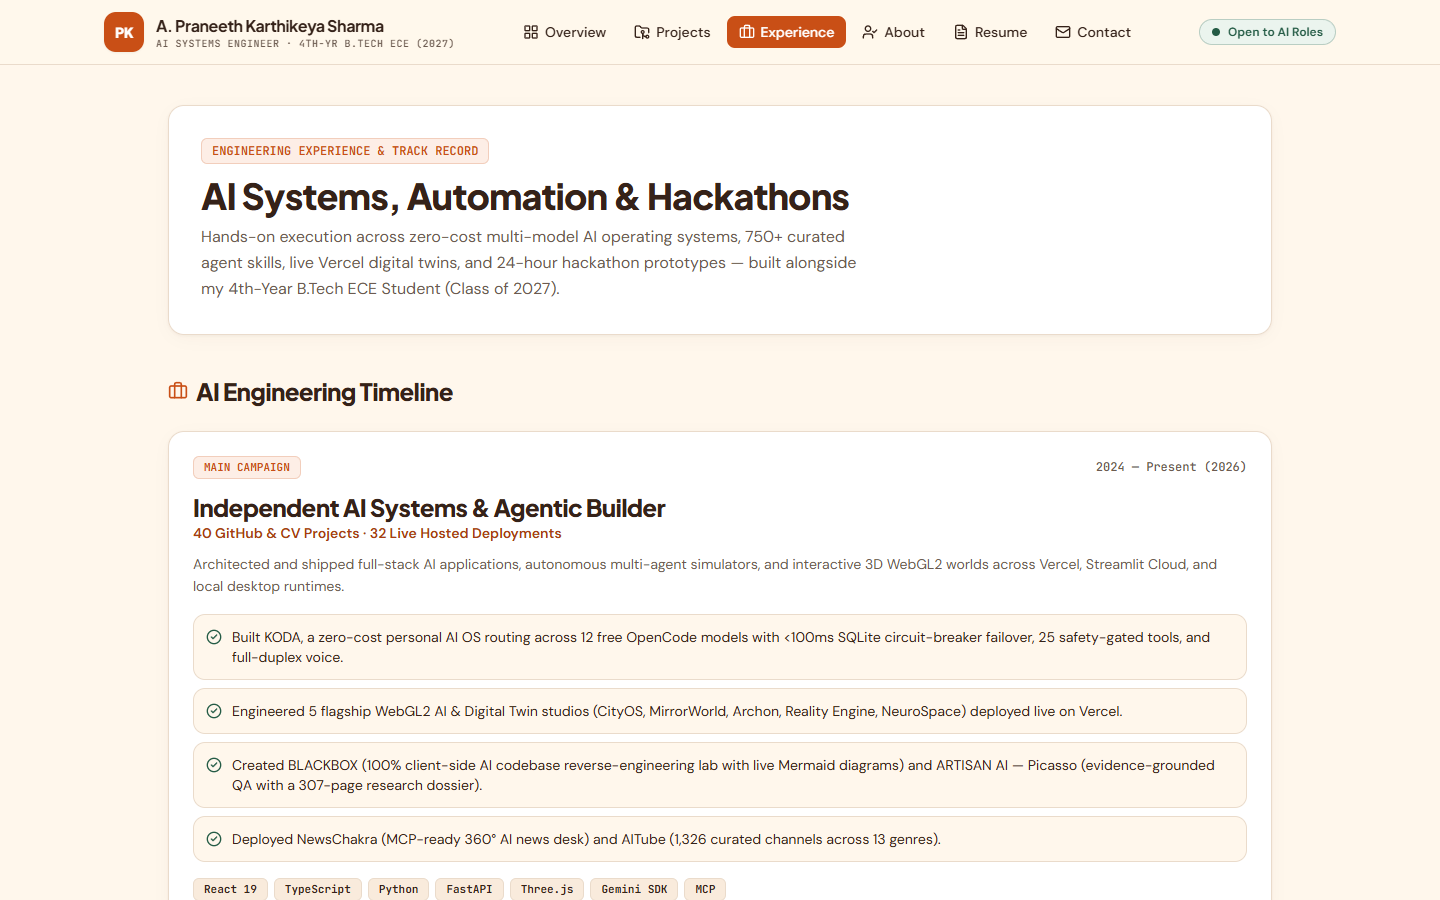 PK
A. Praneeth Karthikeya Sharma
AI SYSTEMS ENGINEER · 4TH-YR B.TECH ECE (2027)
Overview
Projects
Experience
About
Resume
Contact
Open to AI Roles
ENGINEERING EXPERIENCE & TRACK RECORD
AI Systems, Automation & Hackathons
Hands-on execution across zero-cost multi-model AI operating systems, 750+ curated
agent skills, live Vercel digital twins, and 24-hour hackathon prototypes — built alongside
my 4th-Year B.Tech ECE Student (Class of 2027).
AI Engineering Timeline
MAIN CAMPAIGN
2024 — Present (2026)
Independent AI Systems & Agentic Builder
40 GitHub & CV Projects · 32 Live Hosted Deployments
Architected and shipped full-stack AI applications, autonomous multi-agent simulators, and interactive 3D WebGL2 worlds across Vercel, Streamlit Cloud, and
local desktop runtimes.
Built KODA, a zero-cost personal AI OS routing across 12 free OpenCode models with <100ms SQLite circuit-breaker failover, 25 safety-gated tools, and
full-duplex voice.
Engineered 5 flagship WebGL2 AI & Digital Twin studios (CityOS, MirrorWorld, Archon, Reality Engine, NeuroSpace) deployed live on Vercel.
Created BLACKBOX (100% client-side AI codebase reverse-engineering lab with live Mermaid diagrams) and ARTISAN AI — Picasso (evidence-grounded
QA with a 307-page research dossier).
Deployed NewsChakra (MCP-ready 360° AI news desk) and AITube (1,326 curated channels across 13 genres).
React 19
TypeScript
Python
FastAPI
Three.js
Gemini SDK
MCP